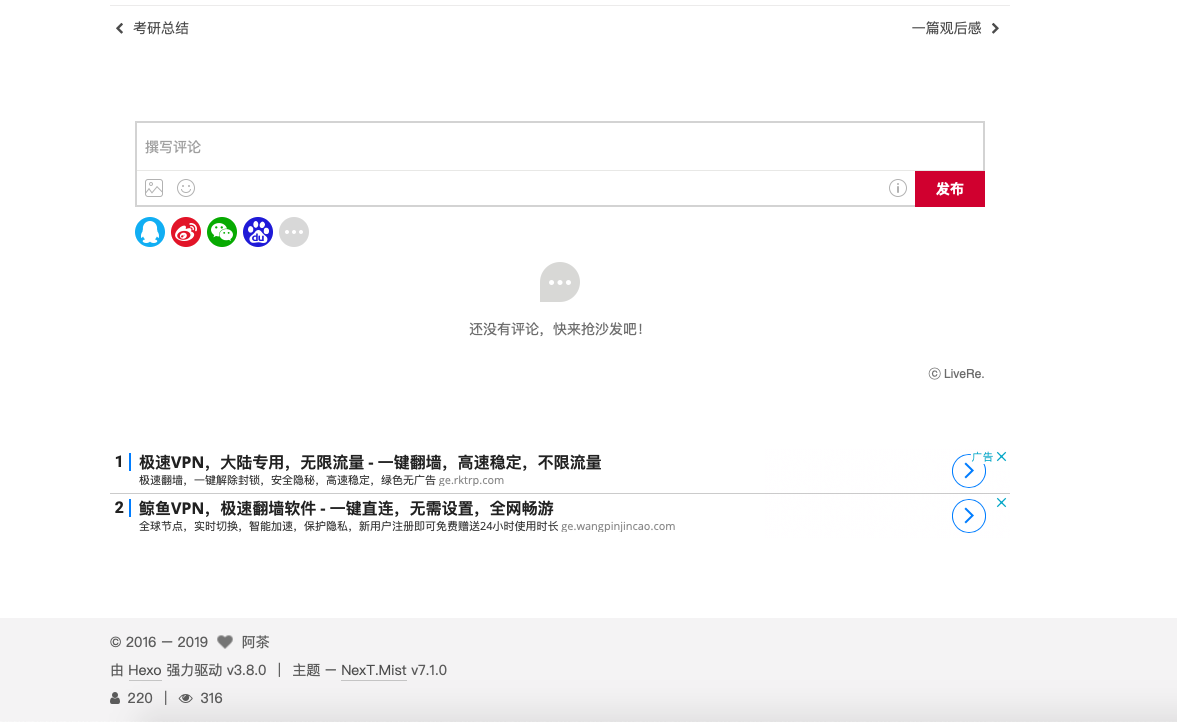 考研总结
一篇观后感
撰写评论
发布
du
还没有评论，快来抢沙发吧！
ⓒ LiveRe.
广告
1 极速VPN，大陆专用，无限流量 - 一键翻墙，高速稳定，不限流量
极速翻墙，一键解除封锁，安全隐秘，高速稳定，绿色无广告 ge.rktrp.com
2 鲸鱼VPN，极速翻墙软件 - 一键直连，无需设置，全网畅游
全球节点，实时切换，智能加速，保护隐私，新用户注册即可免费赠送24小时使用时长 ge.wangpinjincao.com
© 2016 – 2019 阿茶
由 Hexo 强力驱动 v3.8.0 | 主题 – NexT.Mist v7.1.0
220 | 316